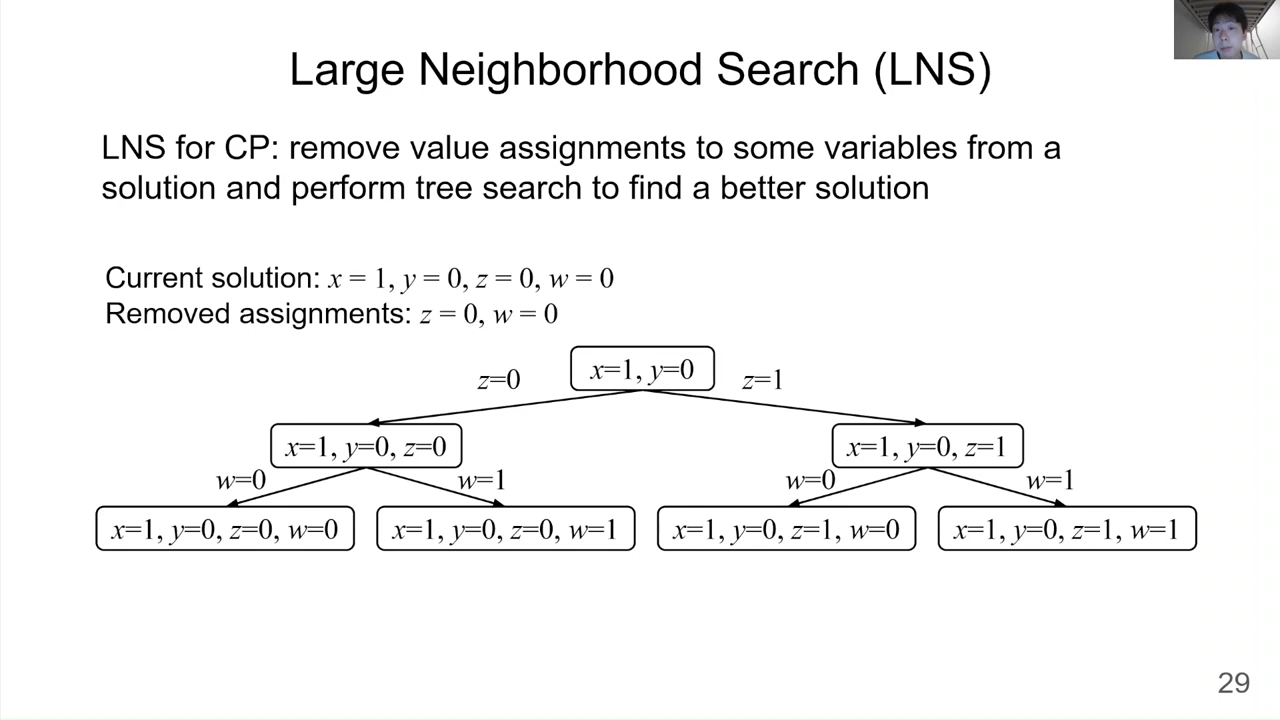 Large Neighborhood Search (LNS)
LNS for CP: remove value assignments to some variables from a
solution and perform tree search to find a better solution
Current solution: x = 1, y = 0, z = 0, w = 0
Removed assignments: z = 0, w = 0
x=1, y=0
z=0
z=1
x=1, y=0, z=0
x=1, y=0, z=1
w=0
w=1
w=0
w=1
x=1, y=0, z=0, w=0
x=1, y=0, z=0, w=1
x=1, y=0, z=1, w=0
x=1, y=0, z=1, w=1
29